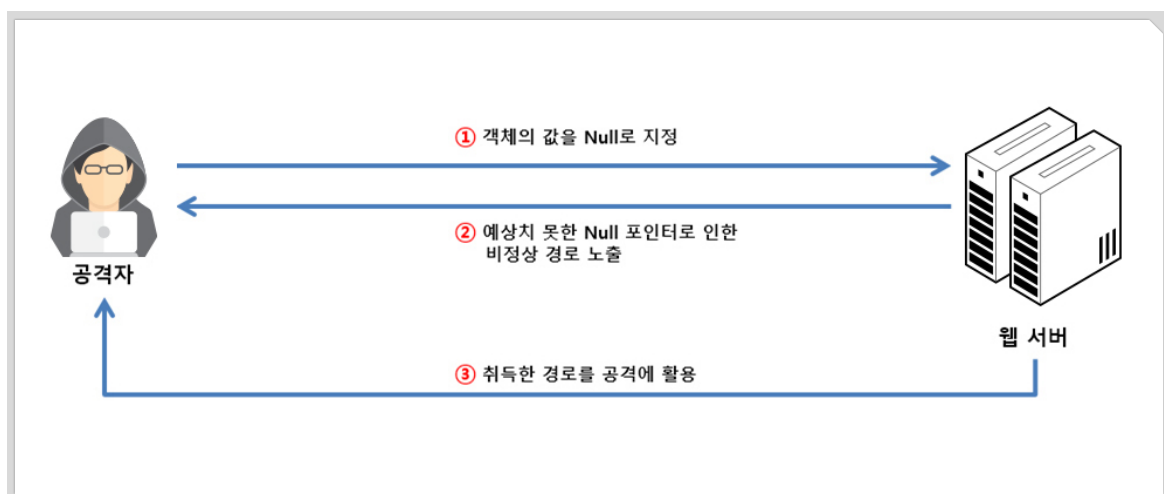 ① 객체의 값을 Null로 지정
② 예상치 못한 Null 포인터로 인한
비정상 경로 노출
공격자
웹 서버
③ 취득한 경로를 공격에 활용